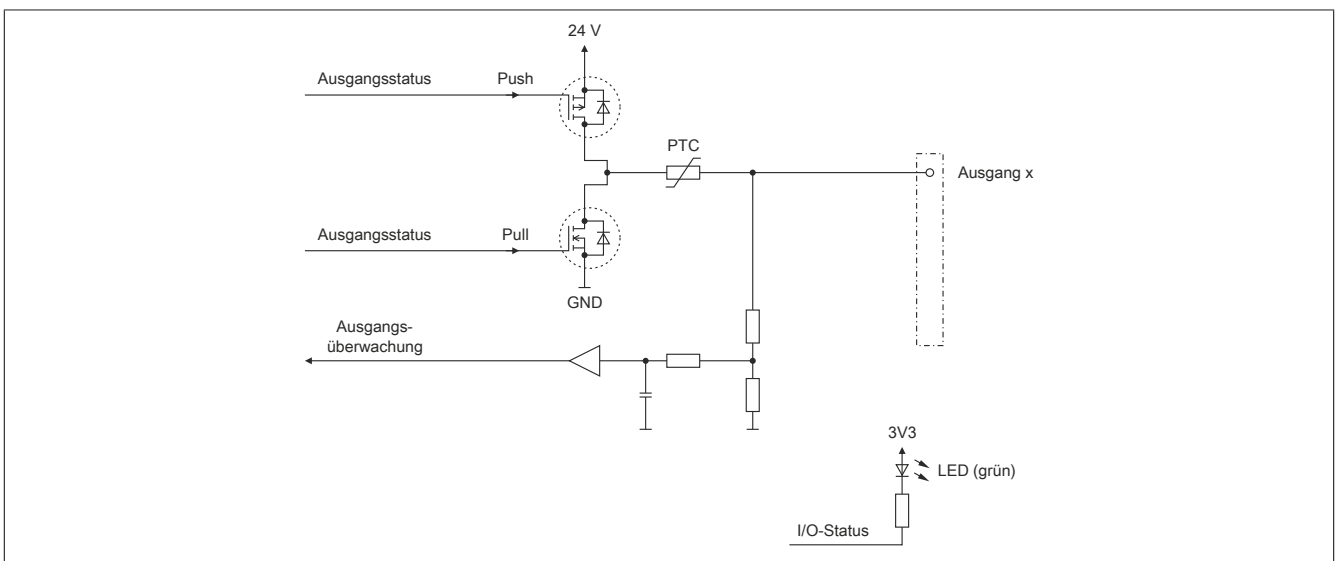 24 V
Ausgangsstatus
Push
PTC
Ausgang x
Ausgangsstatus
Pull
GND
Ausgangs-
überwachung
3V3
LED (grün)
I/O-Status